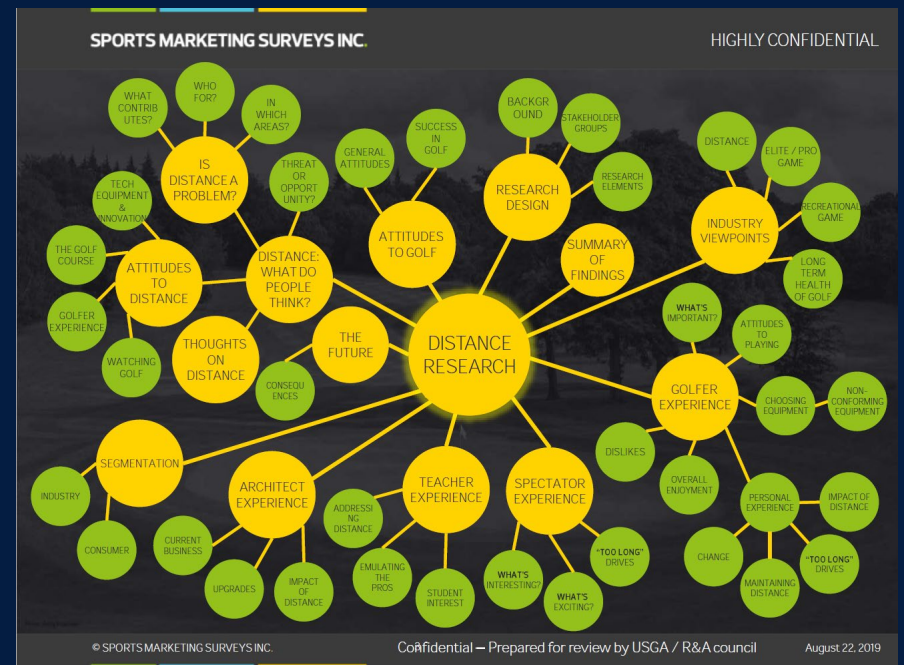 SPORTS MARKETING SURVEYS INC.
HIGHLY CONFIDENTIAL
WHAT
CONTRIB
UTES?
WHO
FOR?
IN
WHICH
AREAS?
IS
DISTANCE A
PROBLEM?
THREAT
OR
OPPORT
UNITY?
TECH
EQUIPMENT
&
INNOVATION
THE GOLF
COURSE
GOLFER
EXPERIENCE
WATCHING
GOLF
ATTITUDES
TO
DISTANCE
DISTANCE:
WHAT DO
PEOPLE
THINK?
THOUGHTS
ON
DISTANCE
GENERAL
ATTITUDES
SUCCESS
IN
GOLF
ATTITUDES
TO GOLF
BACKGR
OUND
STAKEHOLDER
GROUPS
RESEARCH
ELEMENTS
RESEARCH
DESIGN
SUMMARY
OF
FINDINGS
DISTANCE
ELITE / PRO
GAME
RECREATIONAL
GAME
LONG
TERM
HEALTH
OF GOLF
INDUSTRY
VIEWPOINTS
THE
FUTURE
CONSEQU
ENCES
DISTANCE
RESEARCH
WHAT'S
IMPORTANT?
ATTITUDES
TO
PLAYING
GOLFER
EXPERIENCE
CHOOSING
EQUIPMENT
NON-
CONFORMING
EQUIPMENT
DISLIKES
OVERALL
ENJOYMENT
PERSONAL
EXPERIENCE
IMPACT OF
DISTANCE
"TOO LONG"
DRIVES
MAINTAINING
DISTANCE
CHANGE
SEGMENTATION
INDUSTRY
CONSUMER
ARCHITECT
EXPERIENCE
CURRENT
BUSINESS
UPGRADES
IMPACT
OF
DISTANCE
TEACHER
EXPERIENCE
ADDRESSI
NG
DISTANCE
EMULATING
THE
PROS
STUDENT
INTEREST
SPECTATOR
EXPERIENCE
WHAT'S
INTERESTING?
WHAT'S
EXCITING?
"TOO LONG"
DRIVES
© SPORTS MARKETING SURVEYS INC.
Confidential – Prepared for review by USGA / R&A council
August 22, 2019